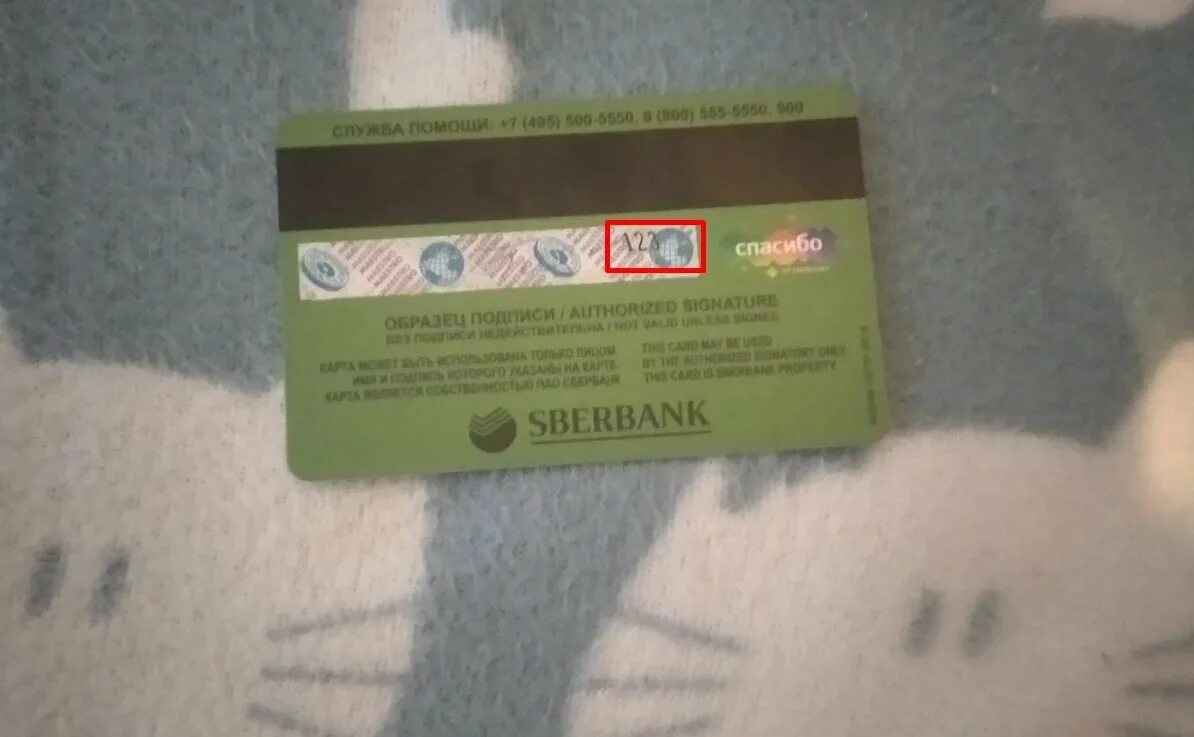 СЛУЖБА ПОМОЩИ: +7 (495) 500-5550, 8 (800) 555-5550, 900
123
спасибо
ОБРАЗЕЦ ПОДПИСИ / AUTHORIZED SIGNATURE
БЕЗ ПОДПИСИ НЕДЕЙСТВИТЕЛЬНА / NOT VALID UNLESS SIGNED
КАРТА МОЖЕТ БЫТЬ ИСПОЛЬЗОВАНА ТОЛЬКО ЛИЦОМ,
ИМЯ И ПОДПИСЬ КОТОРОГО УКАЗАНЫ НА КАРТЕ.
КАРТА ЯВЛЯЕТСЯ СОБСТВЕННОСТЬЮ ПАО СБЕРБАНК
THIS CARD MAY BE USED
BY THE AUTHORIZED SIGNATORY ONLY.
THIS CARD IS SBERBANK PROPERTY
SBERBANK